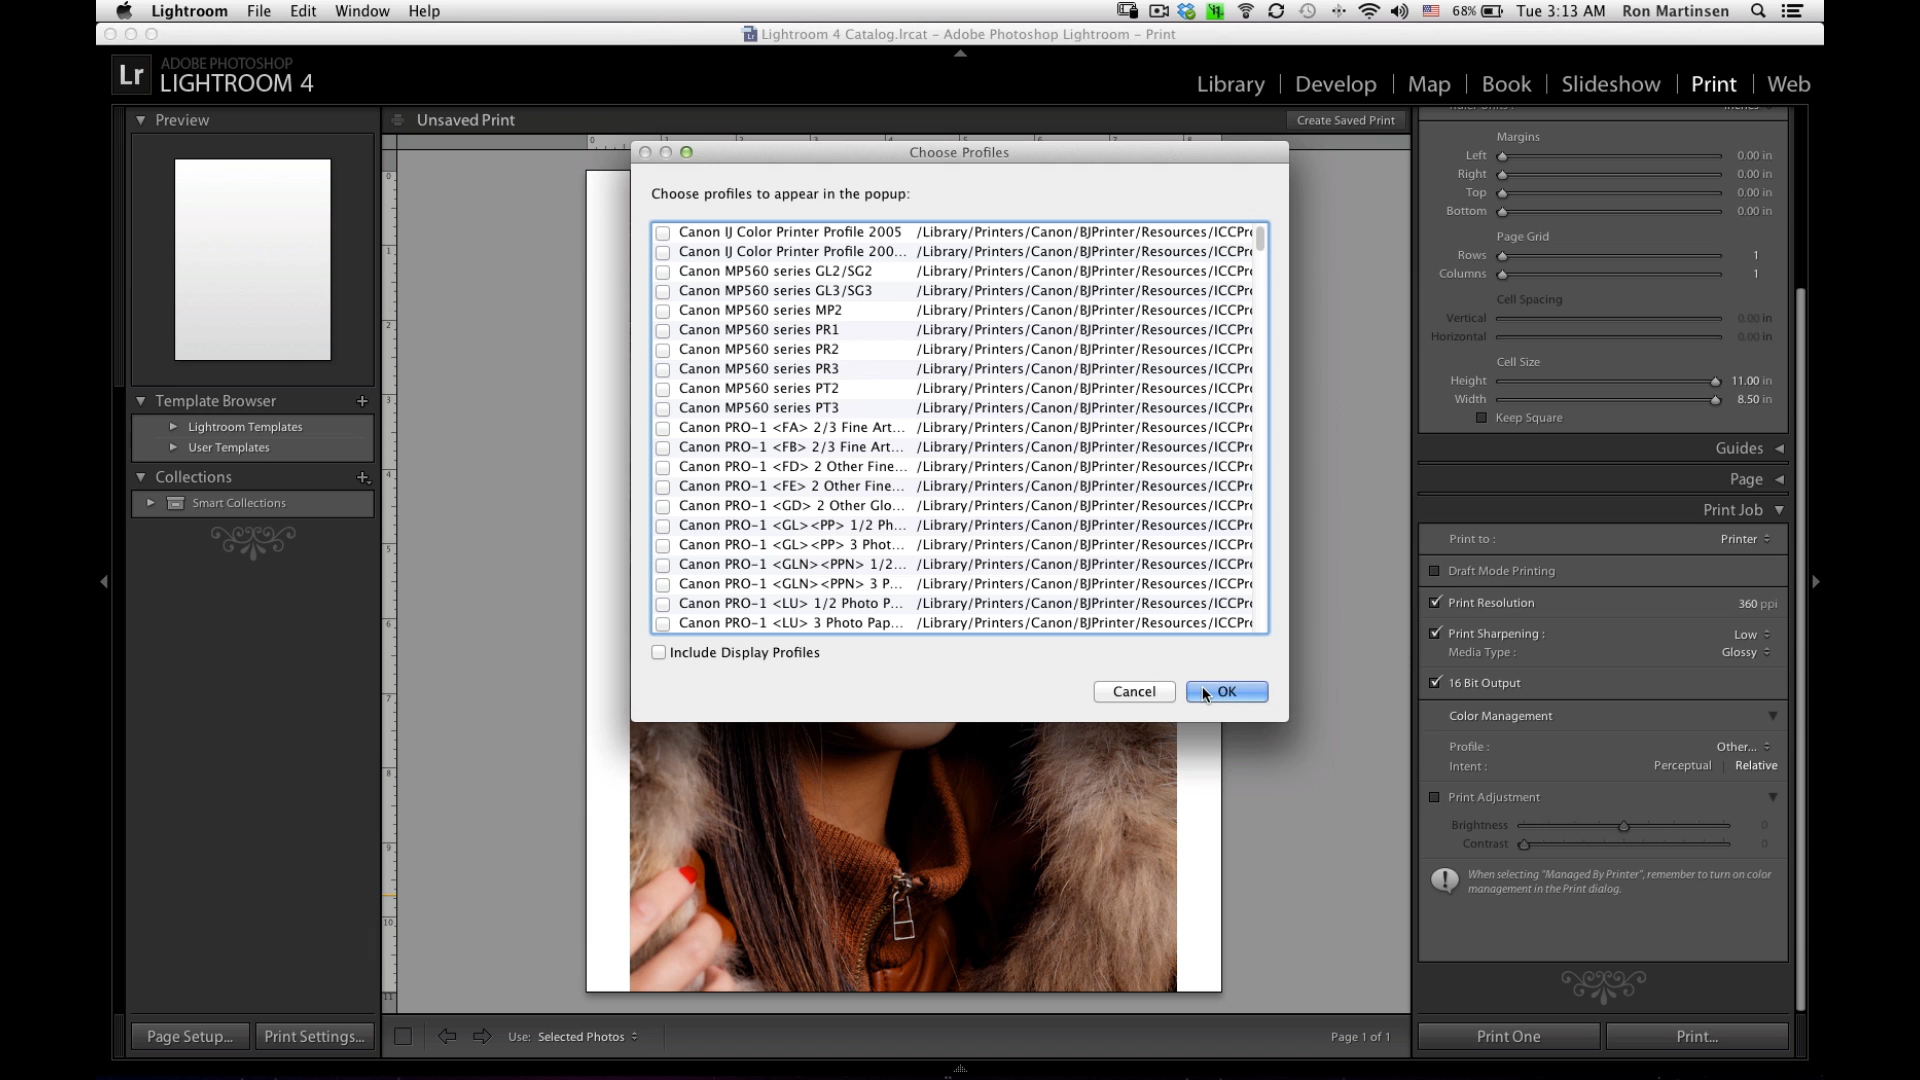 Lightroom File Edit Window Help 68% Tue 3:13 AM Ron Martinsen
Lightroom 4 Catalog.lrcat – Adobe Photoshop Lightroom – Print
Lr ADOBE PHOTOSHOP
LIGHTROOM 4
Library | Develop | Map | Book | Slideshow | Print | Web
Preview
Template Browser
Lightroom Templates
User Templates
Collections
Smart Collections
Page Setup... Print Settings...
Unsaved Print Create Saved Print
Choose Profiles
Choose profiles to appear in the popup:
Canon IJ Color Printer Profile 2005 /Library/Printers/Canon/BJPrinter/Resources/ICCPr
Canon IJ Color Printer Profile 200... /Library/Printers/Canon/BJPrinter/Resources/ICCPr
Canon MP560 series GL2/SG2 /Library/Printers/Canon/BJPrinter/Resources/ICCPr
Canon MP560 series GL3/SG3 /Library/Printers/Canon/BJPrinter/Resources/ICCPr
Canon MP560 series MP2 /Library/Printers/Canon/BJPrinter/Resources/ICCPr
Canon MP560 series PR1 /Library/Printers/Canon/BJPrinter/Resources/ICCPr
Canon MP560 series PR2 /Library/Printers/Canon/BJPrinter/Resources/ICCPr
Canon MP560 series PR3 /Library/Printers/Canon/BJPrinter/Resources/ICCPr
Canon MP560 series PT2 /Library/Printers/Canon/BJPrinter/Resources/ICCPr
Canon MP560 series PT3 /Library/Printers/Canon/BJPrinter/Resources/ICCPr
Canon PRO-1 <FA> 2/3 Fine Art... /Library/Printers/Canon/BJPrinter/Resources/ICCPr
Canon PRO-1 <FB> 2/3 Fine Art... /Library/Printers/Canon/BJPrinter/Resources/ICCPr
Canon PRO-1 <FD> 2 Other Fine... /Library/Printers/Canon/BJPrinter/Resources/ICCPr
Canon PRO-1 <FE> 2 Other Fine... /Library/Printers/Canon/BJPrinter/Resources/ICCPr
Canon PRO-1 <GD> 2 Other Glo... /Library/Printers/Canon/BJPrinter/Resources/ICCPr
Canon PRO-1 <GL><PP> 1/2 Ph... /Library/Printers/Canon/BJPrinter/Resources/ICCPr
Canon PRO-1 <GL><PP> 3 Phot... /Library/Printers/Canon/BJPrinter/Resources/ICCPr
Canon PRO-1 <GLN><PPN> 1/2... /Library/Printers/Canon/BJPrinter/Resources/ICCPr
Canon PRO-1 <GLN><PPN> 3 P... /Library/Printers/Canon/BJPrinter/Resources/ICCPr
Canon PRO-1 <LU> 1/2 Photo P... /Library/Printers/Canon/BJPrinter/Resources/ICCPr
Canon PRO-1 <LU> 3 Photo Pap... /Library/Printers/Canon/BJPrinter/Resources/ICCPr
Include Display Profiles
Cancel OK
Use: Selected Photos Page 1 of 1
Margins
Left 0.00 in
Right 0.00 in
Top 0.00 in
Bottom 0.00 in
Page Grid
Rows 1
Columns 1
Cell Spacing
Vertical 0.00 in
Horizontal 0.00 in
Cell Size
Height 11.00 in
Width 8.50 in
Keep Square
Guides
Page
Print Job
Print to : Printer
Draft Mode Printing
Print Resolution 360 ppi
Print Sharpening : Low
Media Type : Glossy
16 Bit Output
Color Management
Profile : Other...
Intent : Perceptual | Relative
Print Adjustment
Brightness 0
Contrast 0
When selecting "Managed By Printer", remember to turn on color
management in the Print dialog.
Print One Print...